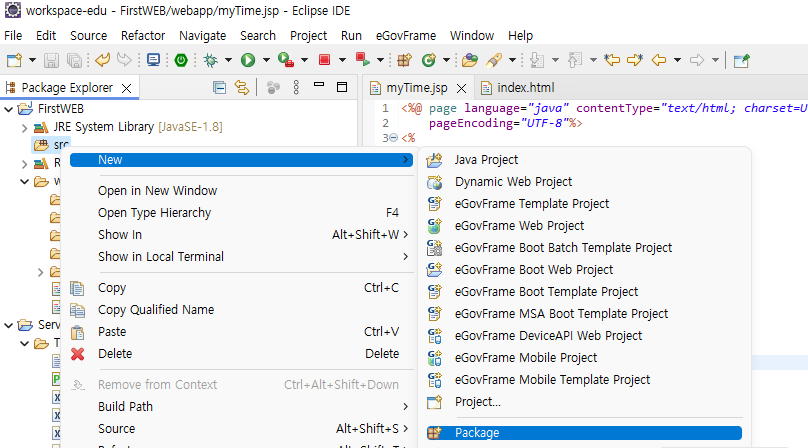 workspace-edu - FirstWEB/webapp/myTime.jsp - Eclipse IDE
File Edit Source Refactor Navigate Search Project Run eGovFrame Window Help
Package Explorer
myTime.jsp index.html
FirstWEB
JRE System Library [JavaSE-1.8]
src
1 <%@ page language="java" contentType="text/html; charset=U
2 pageEncoding="UTF-8"%>
3 <%
New
Open in New Window
Open Type Hierarchy F4
Show In Alt+Shift+W
Show in Local Terminal
Copy Ctrl+C
Copy Qualified Name
Paste Ctrl+V
Delete Delete
Remove from Context Ctrl+Alt+Shift+Down
Build Path
Source Alt+Shift+S
Java Project
Dynamic Web Project
eGovFrame Template Project
eGovFrame Web Project
eGovFrame Boot Batch Template Project
eGovFrame Boot Web Project
eGovFrame Boot Template Project
eGovFrame MSA Boot Template Project
eGovFrame DeviceAPI Web Project
eGovFrame Mobile Project
eGovFrame Mobile Template Project
Project...
Package
R
w
Serv
T